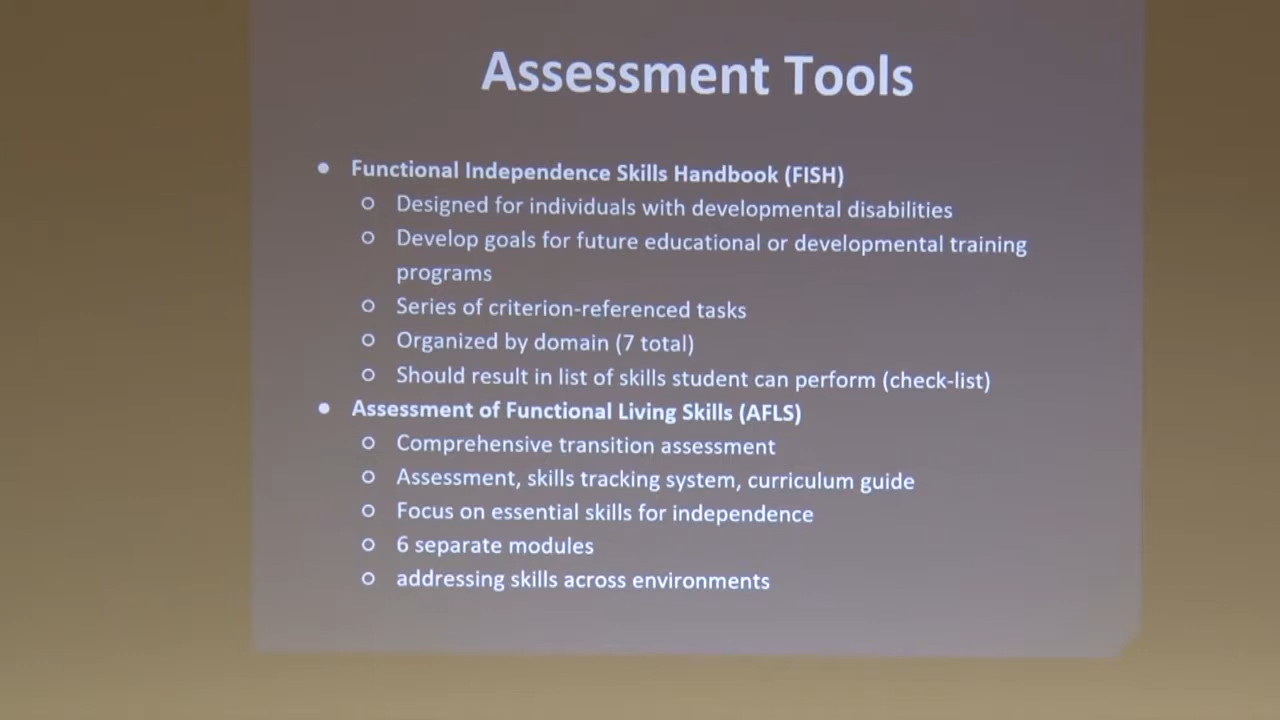 Assessment Tools
● Functional Independence Skills Handbook (FISH)
○ Designed for individuals with developmental disabilities
○ Develop goals for future educational or developmental training
programs
○ Series of criterion-referenced tasks
○ Organized by domain (7 total)
○ Should result in list of skills student can perform (check-list)
● Assessment of Functional Living Skills (AFLS)
○ Comprehensive transition assessment
○ Assessment, skills tracking system, curriculum guide
○ Focus on essential skills for independence
○ 6 separate modules
○ addressing skills across environments